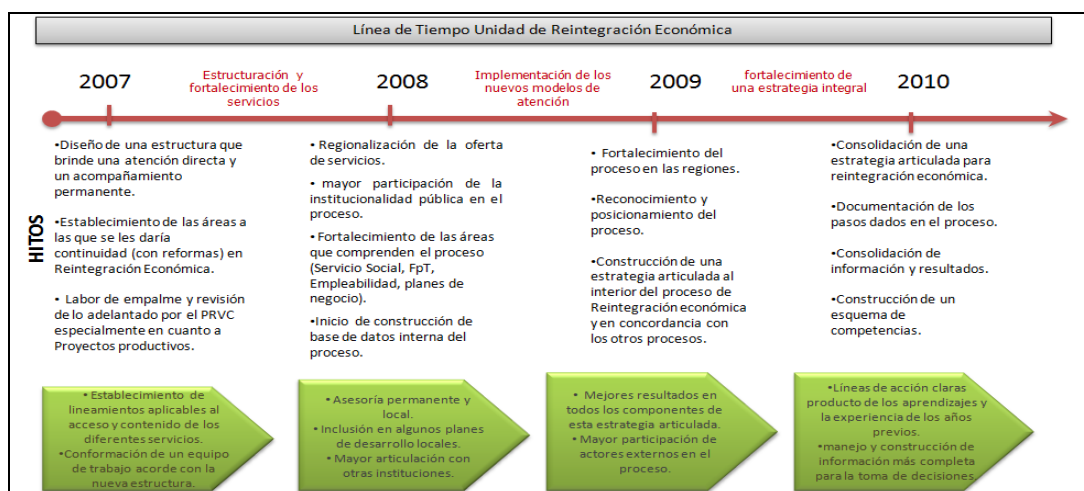 Línea de Tiempo Unidad de Reintegración Económica
2007
Estructuración y
fortalecimiento de los
servicios
2008
Implementación de los
nuevos modelos de
atención
2009
fortalecimiento de
una estrategia integral
2010
HITOS
•Diseño de una estructura que
brinde una atención directa y
un acompañamiento
permanente.
•Establecimiento de las áreas a
las que se les daría
continuidad (con reformas) en
Reintegración Económica.
• Labor de empalme y revisión
de lo adelantado por el PRVC
especialmente en cuanto a
Proyectos productivos.
• Regionalización de la oferta
de servicios.
• mayor participación de la
institucionalidad pública en el
proceso.
• Fortalecimiento de las áreas
que comprenden el proceso
(Servicio Social, FpT,
Empleabilidad, planes de
negocio).
•Inicio de construcción de
base de datos interna del
proceso.
• Fortalecimiento del
proceso en las regiones.
• Reconocimiento y
posicionamiento del
proceso.
• Construcción de una
estrategia articulada al
interior del proceso de
Reintegración económica
y en concordancia con
los otros procesos.
•Consolidación de una
estrategia articulada para
reintegración económica.
•Documentación de los
pasos dados en el proceso.
•Consolidación de
información y resultados.
•Construcción de un
esquema de
competencias.
• Establecimiento de
lineamientos aplicables al
acceso y contenido de los
diferentes servicios.
•Conformación de un equipo
de trabajo acorde con la
nueva estructura.
• Asesoría permanente y
local.
• Inclusión en algunos planes
de desarrollo locales.
• Mayor articulación con
otras instituciones.
• Mejores resultados en
todos los componentes de
esta estrategia articulada.
• Mayor participación de
actores externos en el
proceso.
•Líneas de acción claras
producto de los aprendizajes y
la experiencia de los años
previos.
•manejo y construcción de
información más completa
para la toma de decisiones.